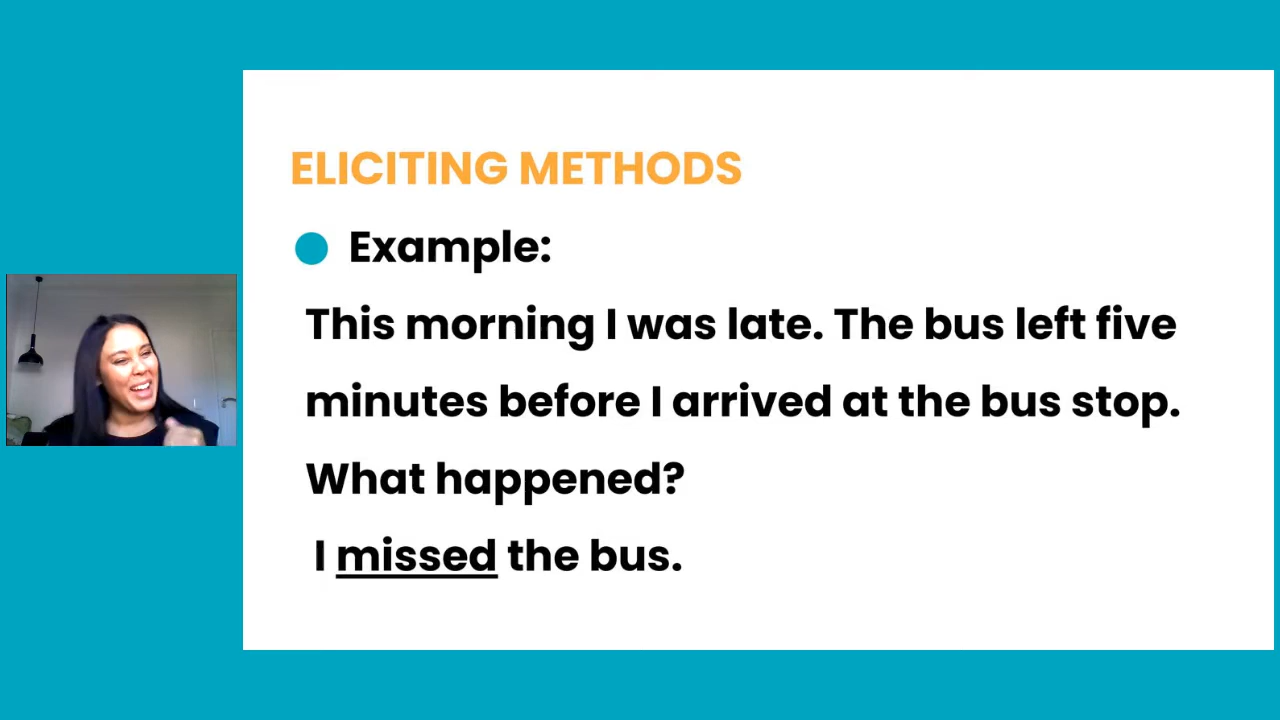 ELICITING METHODS
Example:
This morning I was late. The bus left five
minutes before I arrived at the bus stop.
What happened?
I missed the bus.